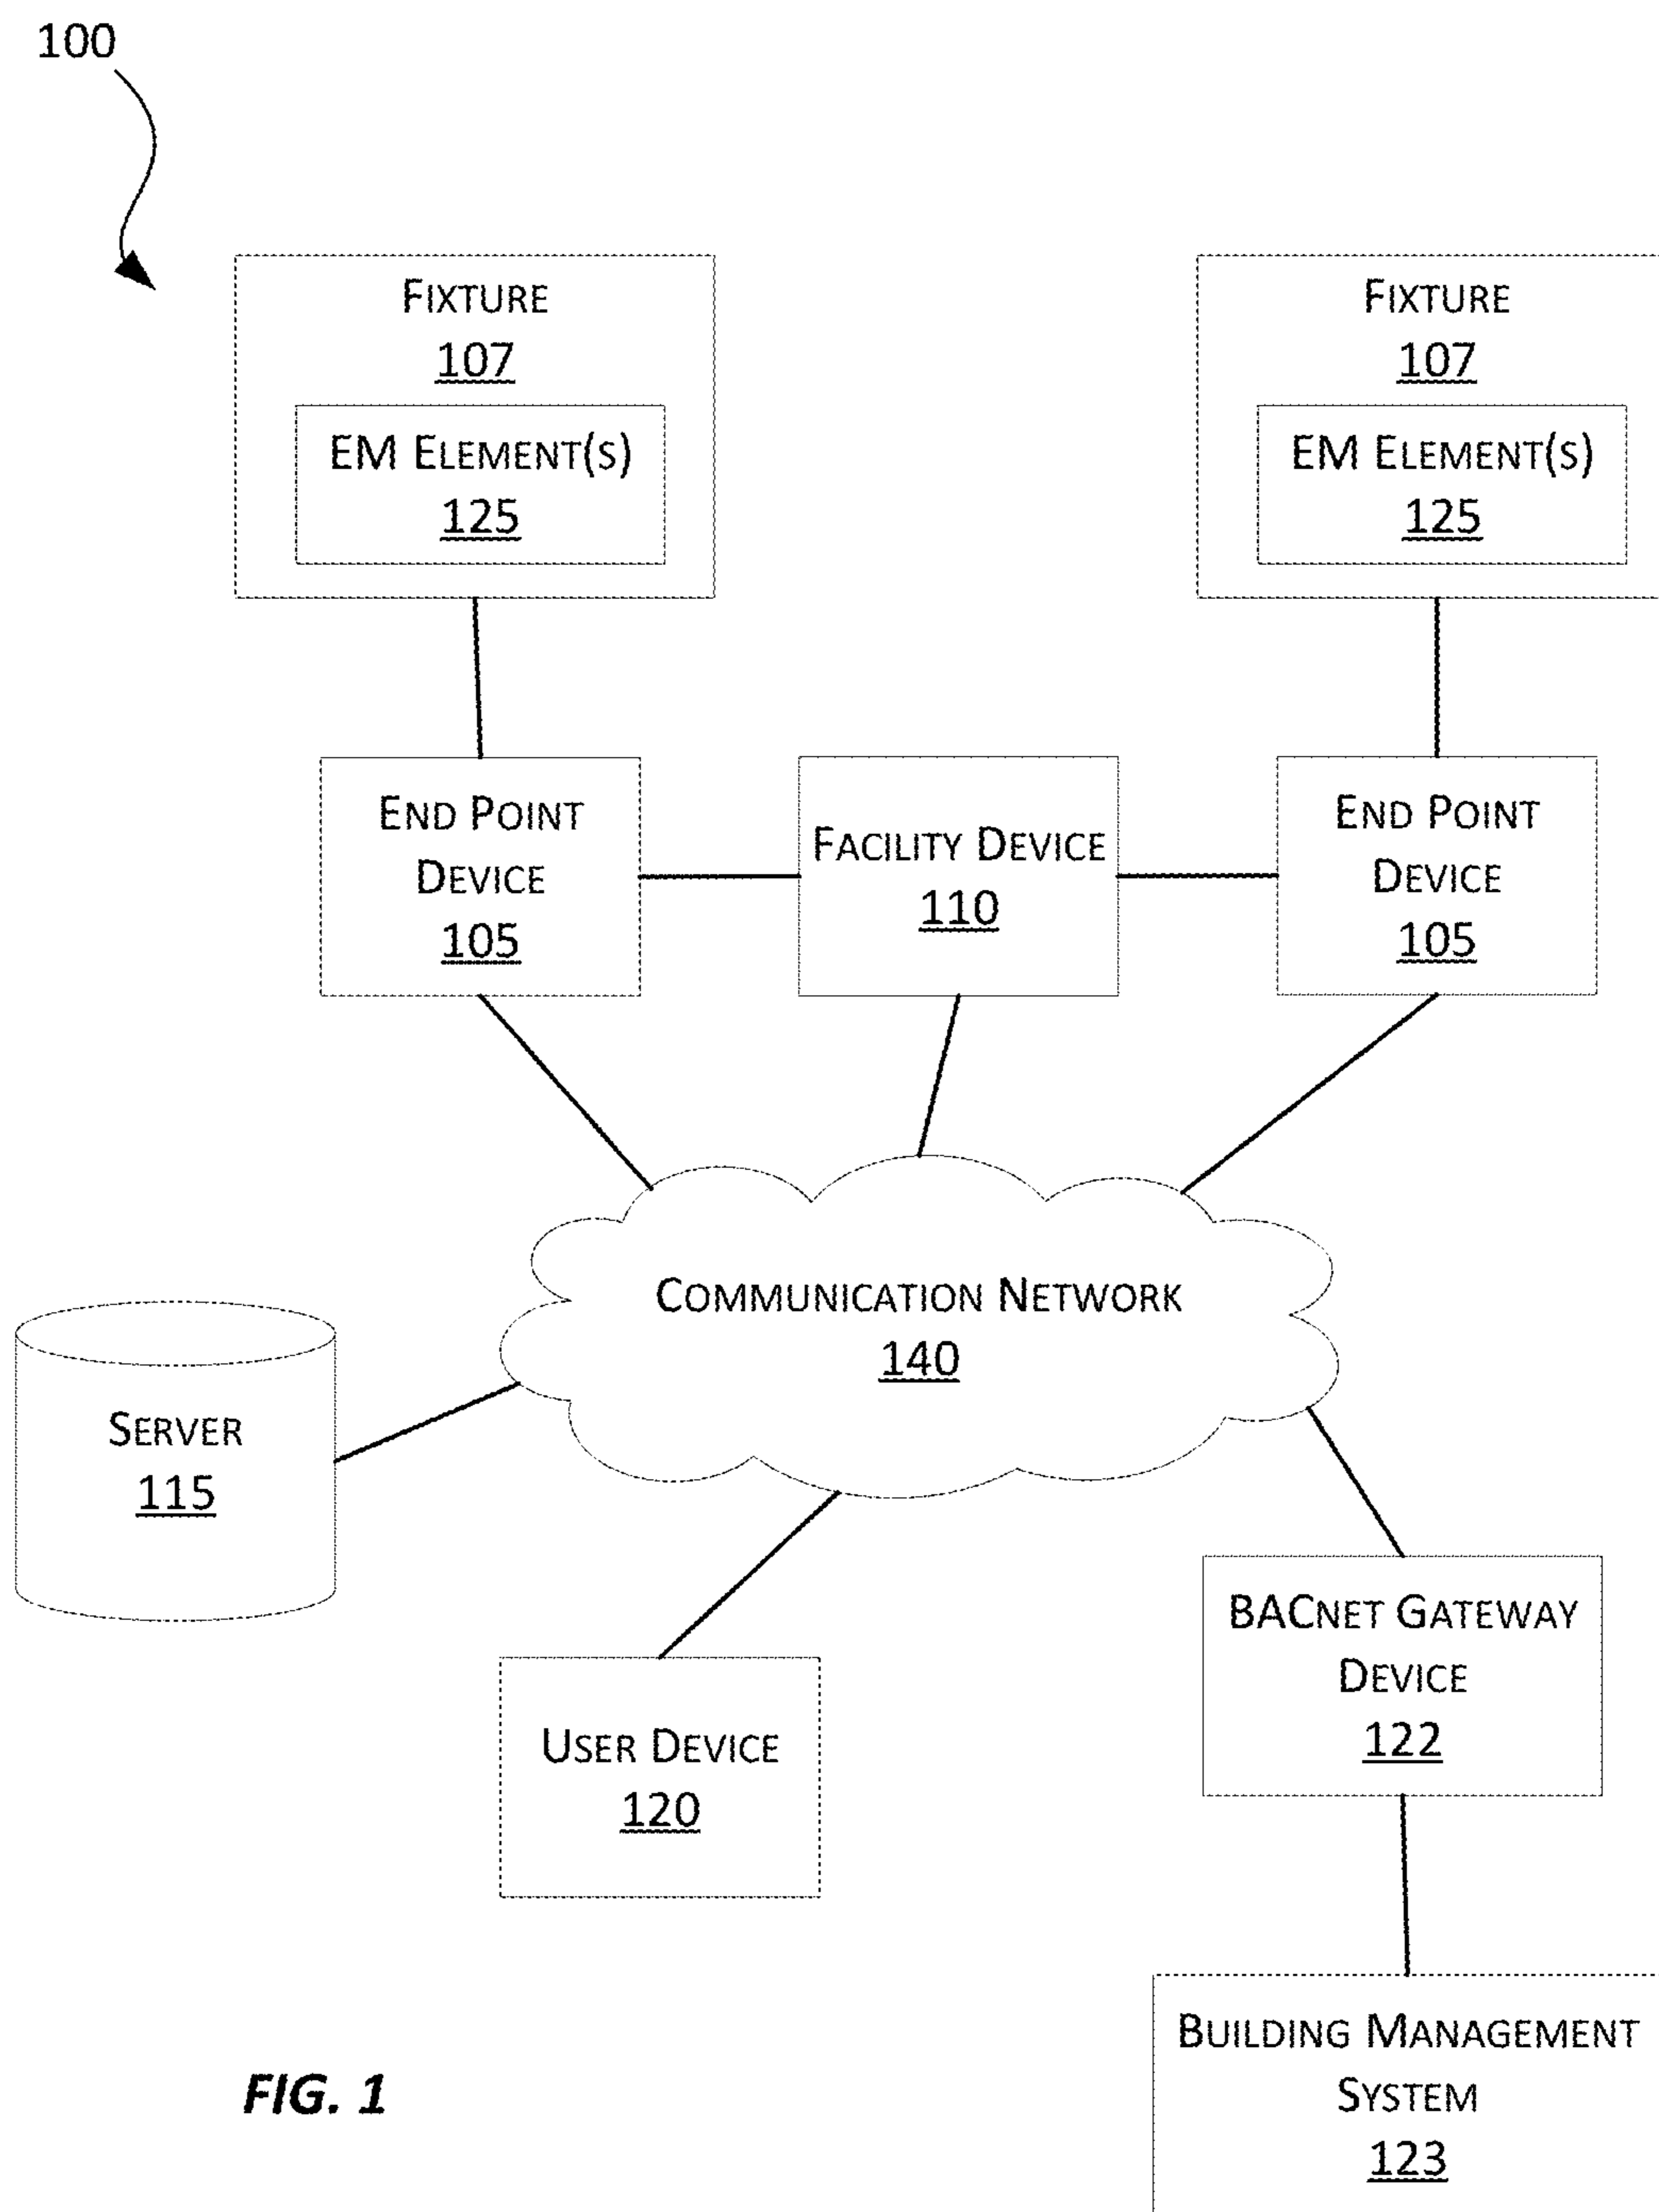 100
FIXTURE
107
EM ELEMENT(S)
125
FIXTURE
107
EM ELEMENT(S)
125
END POINT
DEVICE
105
FACILITY DEVICE
110
END POINT
DEVICE
105
COMMUNICATION NETWORK
140
SERVER
115
USER DEVICE
120
BACNET GATEWAY
DEVICE
122
BUILDING MANAGEMENT
SYSTEM
123
FIG. 1